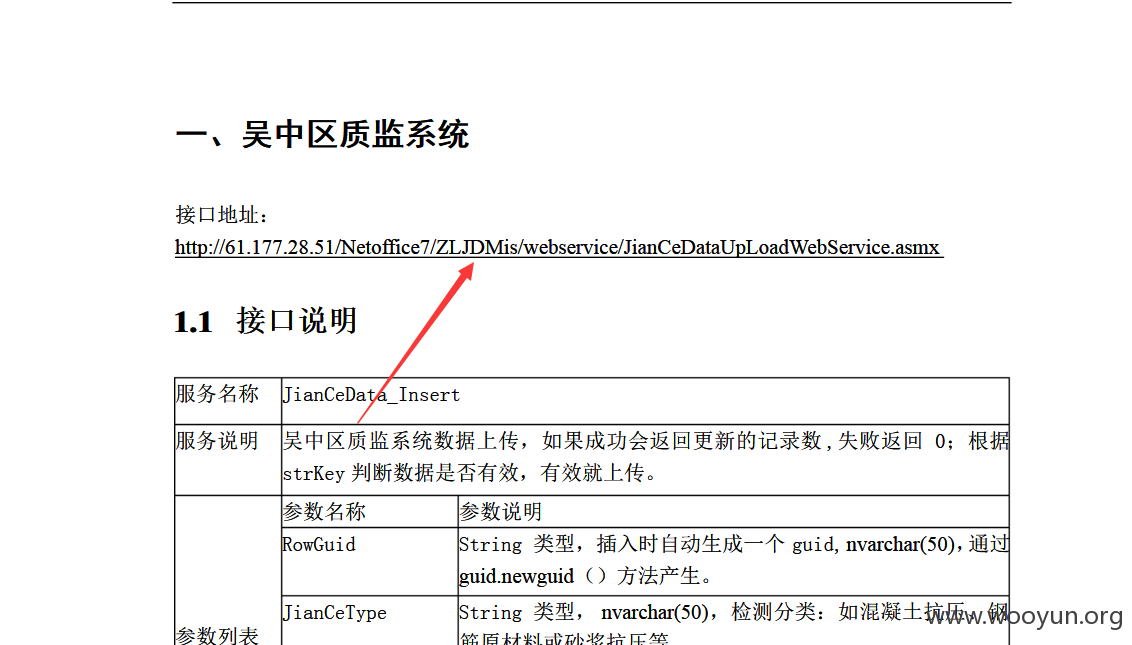 一、吴中区质监系统
接口地址：
http://61.177.28.51/Netoffice7/ZLJDMis/webservice/JianCeDataUpLoadWebService.asmx
1.1 接口说明
服务名称 JianCeData_Insert
服务说明 吴中区质监系统数据上传，如果成功会返回更新的记录数,失败返回 0；根据
strKey 判断数据是否有效，有效就上传。
参数名称 参数说明
RowGuid String 类型，插入时自动生成一个 guid, nvarchar(50)，通过
guid.newguid（）方法产生。
JianCeType String 类型， nvarchar(50)，检测分类：如混凝土抗压、钢
参数列表 筋原材料或砂浆抗压等
www.wooyun.org